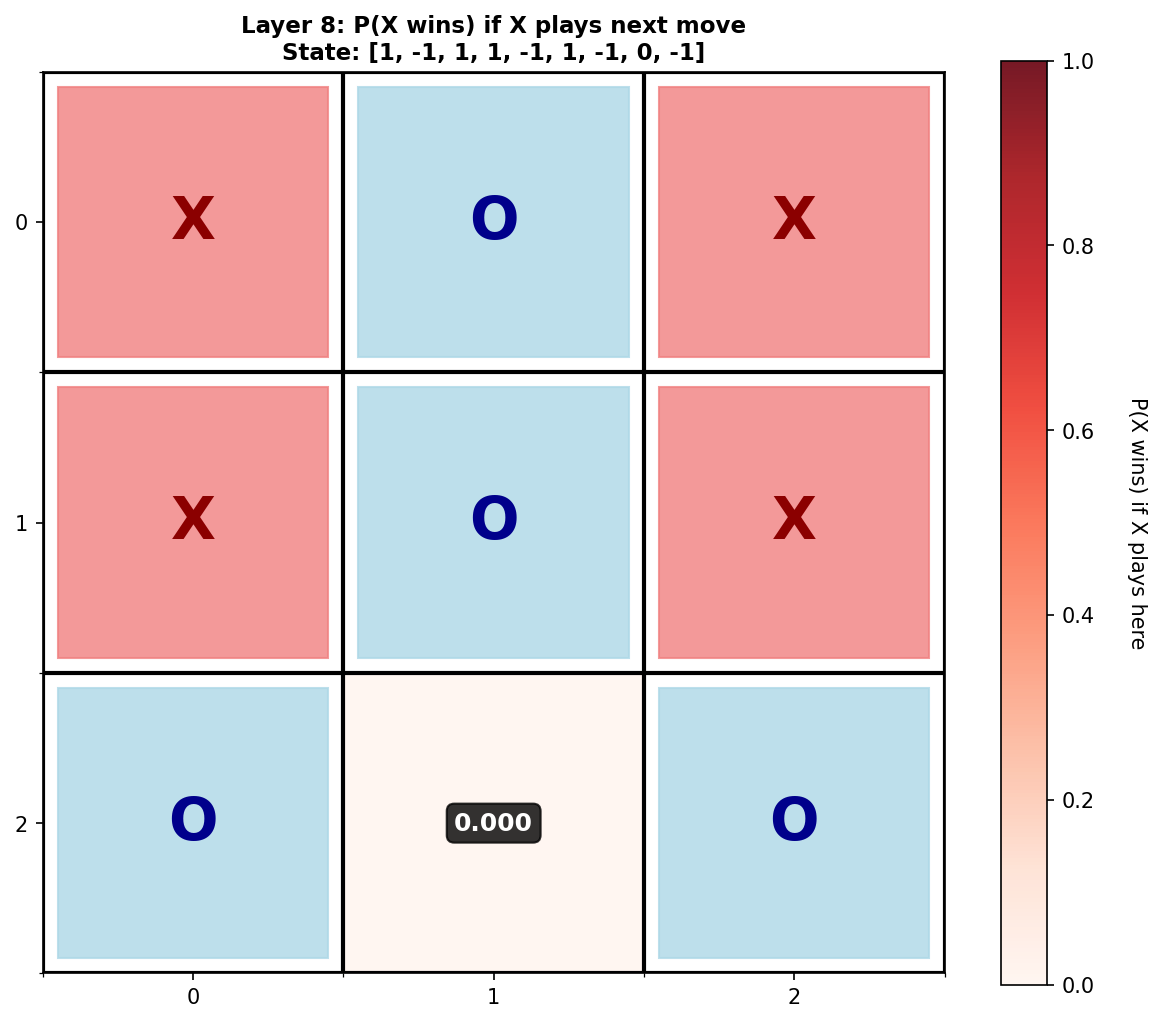 Layer 8: P(X wins) if X plays next move
State: [1, -1, 1, 1, -1, 1, -1, 0, -1]
X O X
X O X
O 0.000 O
0
1
2
0 1 2
1.0
0.8
0.6
0.4
0.2
0.0
P(X wins) if X plays here